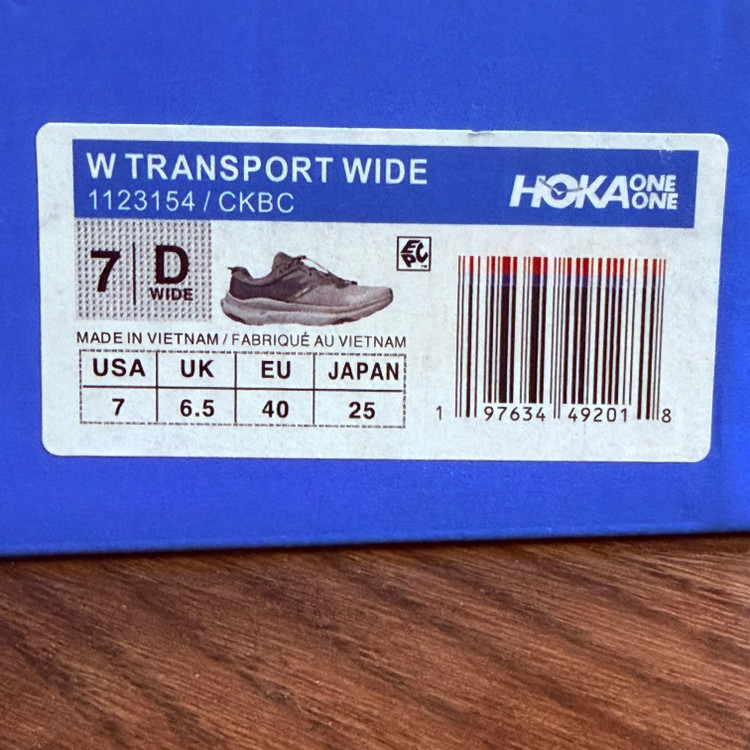 W TRANSPORT WIDE
1123154 / CKBC
HOKA ONE ONE
7 D
WIDE
EPC™
MADE IN VIETNAM / FABRIQUÉ AU VIETNAM
USA UK EU JAPAN
7 6.5 40 25
1 97634 49201 8